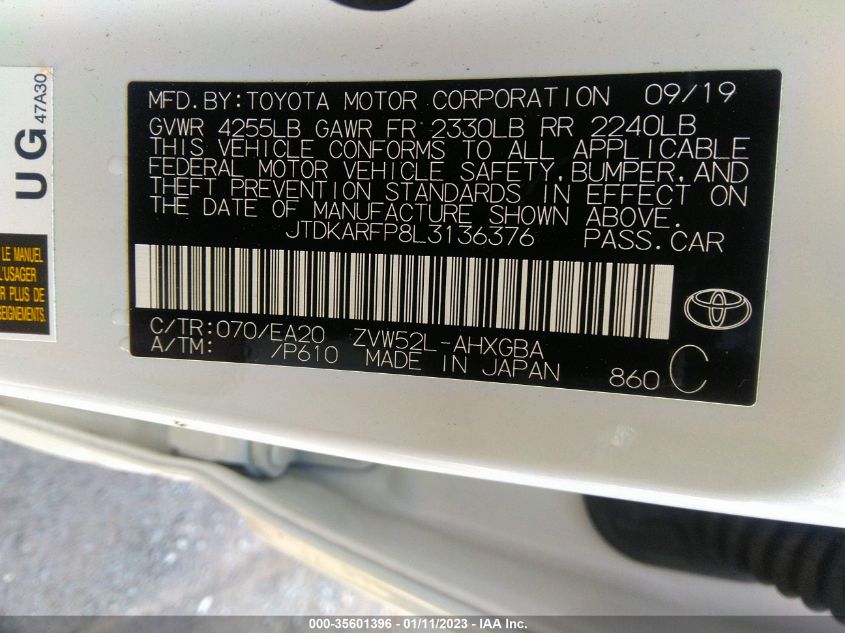 UG
47A30
LE MANUEL
L'USAGER
R PLUS DE
SEIGNEMENTS.
MFD.BY:TOYOTA MOTOR CORPORATION 09/19
GVWR 4255LB GAWR FR 2330LB RR 2240LB
THIS VEHICLE CONFORMS TO ALL APPLICABLE
FEDERAL MOTOR VEHICLE SAFETY,BUMPER,AND
THEFT PREVENTION STANDARDS IN EFFECT ON
THE DATE OF MANUFACTURE SHOWN ABOVE.
JTDKARFP8L3136376 PASS.CAR
C/TR:070/EA20 ZVW52L-AHXGBA
A/TM: /P610 MADE IN JAPAN 860 C
000-35601396 - 01/11/2023 - IAA Inc.